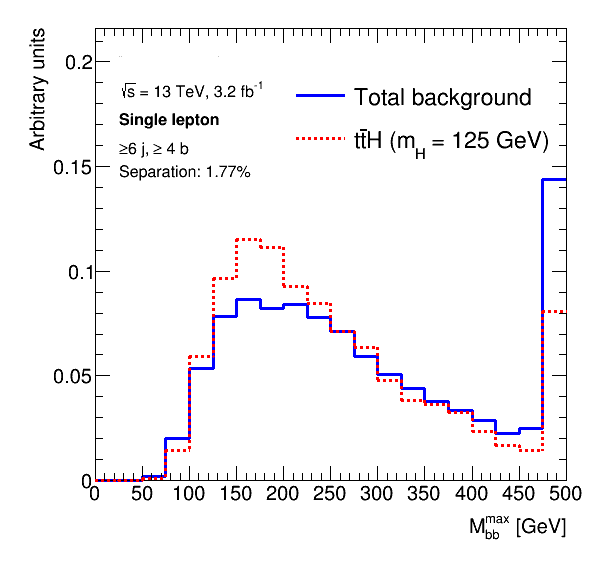 Arbitrary units
0.2
0.15
0.1
0.05
0
√s = 13 TeV, 3.2 fb⁻¹
Single lepton
≥6 j, ≥ 4 b
Separation: 1.77%
Total background
tt̄H (m_H = 125 GeV)
0 50 100 150 200 250 300 350 400 450 500
M_bb^max [GeV]